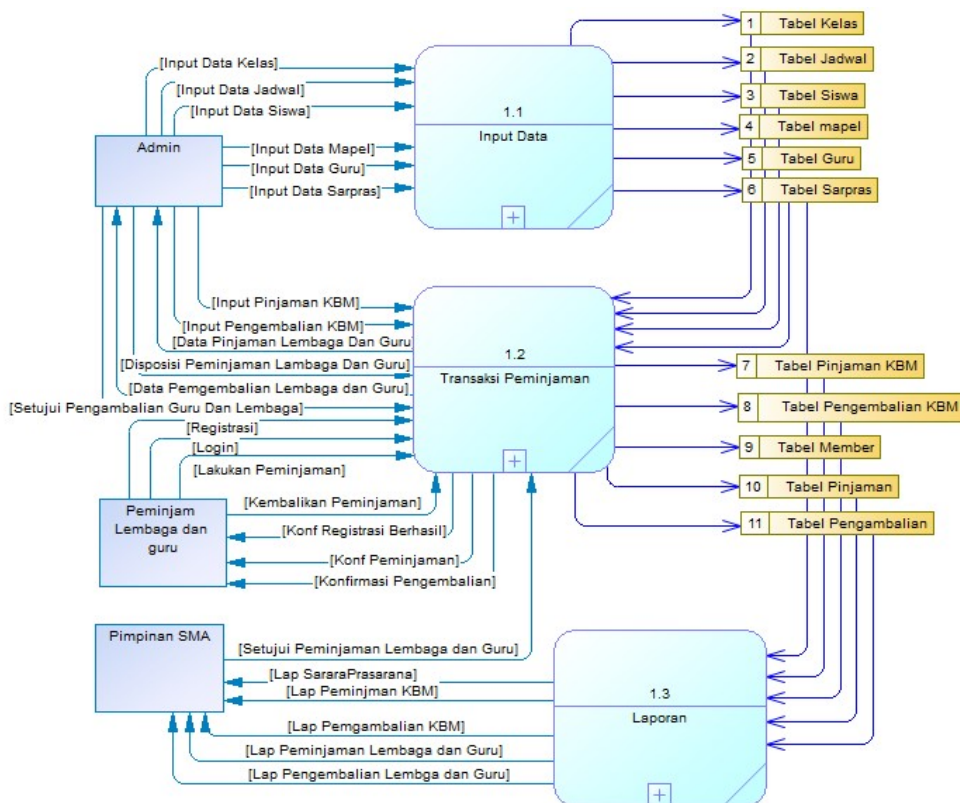 1 Tabel Kelas
[Input Data Kelas]
2 Tabel Jadwal
[Input Data Jadwal]
3 Tabel Siswa
[Input Data Siswa]
1.1
Input Data
4 Tabel mapel
Admin
[Input Data Mapel]
5 Tabel Guru
[Input Data Guru]
6 Tabel Sarpras
[Input Data Sarpras]
[Input Pinjaman KBM]
[Input Pengembalian KBM]
[Data Pinjaman Lembaga Dan Guru]
1.2
Transaksi Peminjaman
[Disposisi Peminjaman Lembaga Dan Guru]
7 Tabel Pinjaman KBM
[Data Pengembalian Lembaga dan Guru]
[Setujui Pengambalian Guru Dan Lembaga]
8 Tabel Pengembalian KBM
[Registrasi]
[Login]
9 Tabel Member
[Lakukan Peminjaman]
10 Tabel Pinjaman
Peminjam
Lembaga dan
guru
[Kembalikan Peminjaman]
11 Tabel Pengambalian
[Konf Registrasi Berhasil]
[Konf Peminjaman]
[Konfirmasi Pengembalian]
Pimpinan SMA
[Setujui Peminjaman Lembaga dan Guru]
[Lap SararaPrasarana]
[Lap Peminjman KBM]
1.3
Laporan
[Lap Pemgambalian KBM]
[Lap Peminjaman Lembaga dan Guru]
[Lap Pengembalian Lembga dan Guru]